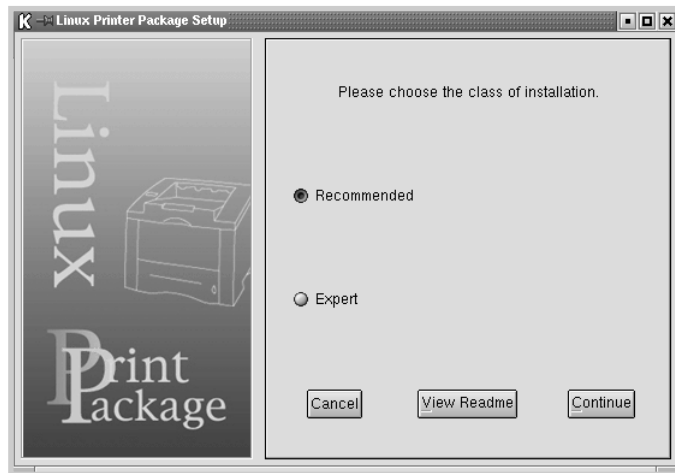 Linux Printer Package Setup
Linux
Print
Package
Please choose the class of installation.
Recommended
Expert
Cancel
View Readme
Continue